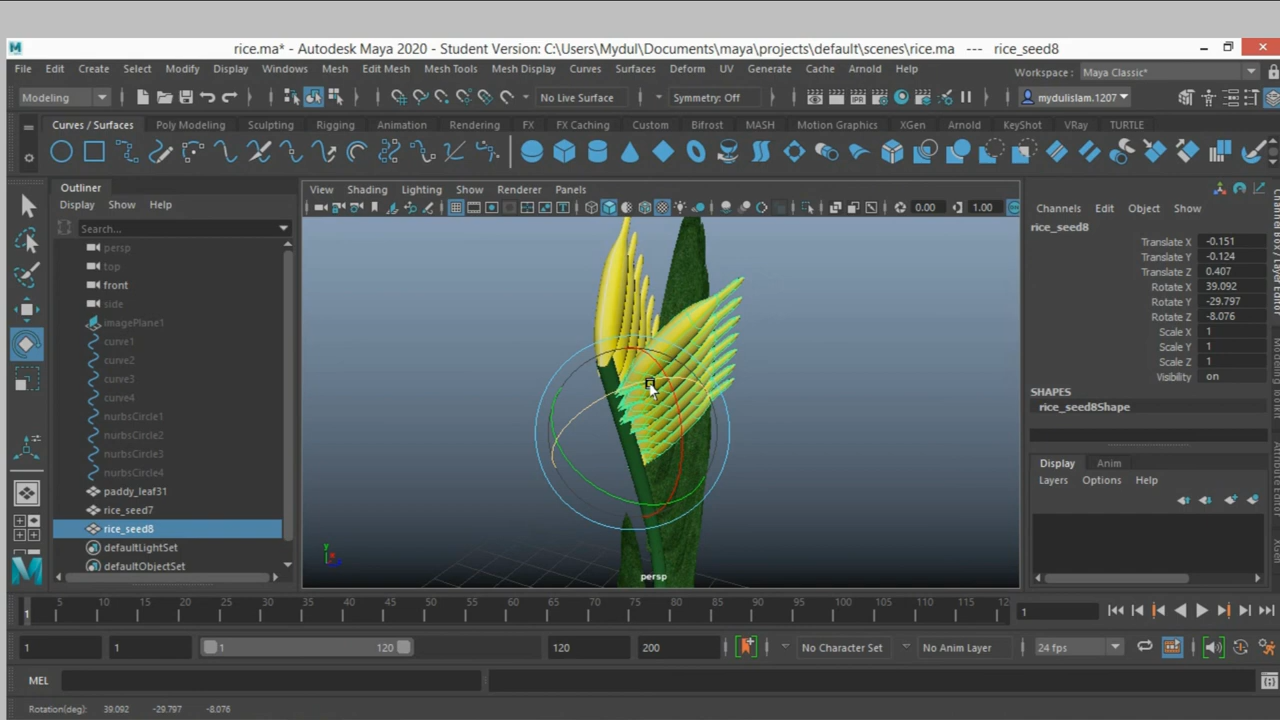 rice.ma* - Autodesk Maya 2020 - Student Version: C:\Users\Mydul\Documents\maya\projects\default\scenes\rice.ma --- rice_seed8
File Edit Create Select Modify Display Windows Mesh Edit Mesh Mesh Tools Mesh Display Curves Surfaces Deform UV Generate Cache Arnold Help Workspace : Maya Classic*
Modeling No Live Surface Symmetry: Off mydulislam.1207
Curves / Surfaces Poly Modeling Sculpting Rigging Animation Rendering FX FX Caching Custom Bifrost MASH Motion Graphics XGen Arnold KeyShot VRay TURTLE
Outliner
Display Show Help
Search...
persp
top
front
side
imagePlane1
curve1
curve2
curve3
curve4
nurbsCircle1
nurbsCircle2
nurbsCircle3
nurbsCircle4
paddy_leaf31
rice_seed7
rice_seed8
defaultLightSet
defaultObjectSet
View Shading Lighting Show Renderer Panels
0.00 1.00
persp
Channels Edit Object Show
rice_seed8
Translate X -0.151
Translate Y -0.124
Translate Z 0.407
Rotate X 39.092
Rotate Y -29.797
Rotate Z -8.076
Scale X 1
Scale Y 1
Scale Z 1
Visibility on
SHAPES
rice_seed8Shape
Display Anim
Layers Options Help
5 10 15 20 25 30 35 40 45 50 55 60 65 70 75 80 85 90 95 100 105 110 115 12
1 1
1 1 1 120 120 200 No Character Set No Anim Layer 24 fps
MEL
Rotation(deg): 39.092 -29.797 -8.076